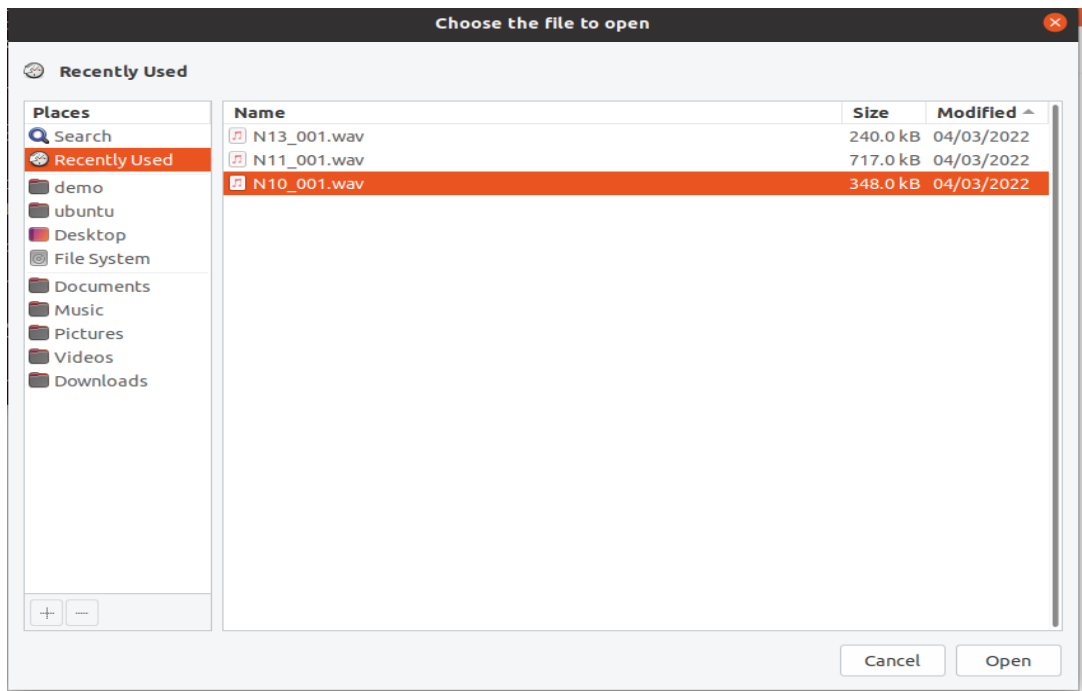 Choose the file to open
Recently Used
Places
Search
Recently Used
demo
ubuntu
Desktop
File System
Documents
Music
Pictures
Videos
Downloads
Name Size Modified
N13_001.wav 240.0 kB 04/03/2022
N11_001.wav 717.0 kB 04/03/2022
N10_001.wav 348.0 kB 04/03/2022
Cancel Open